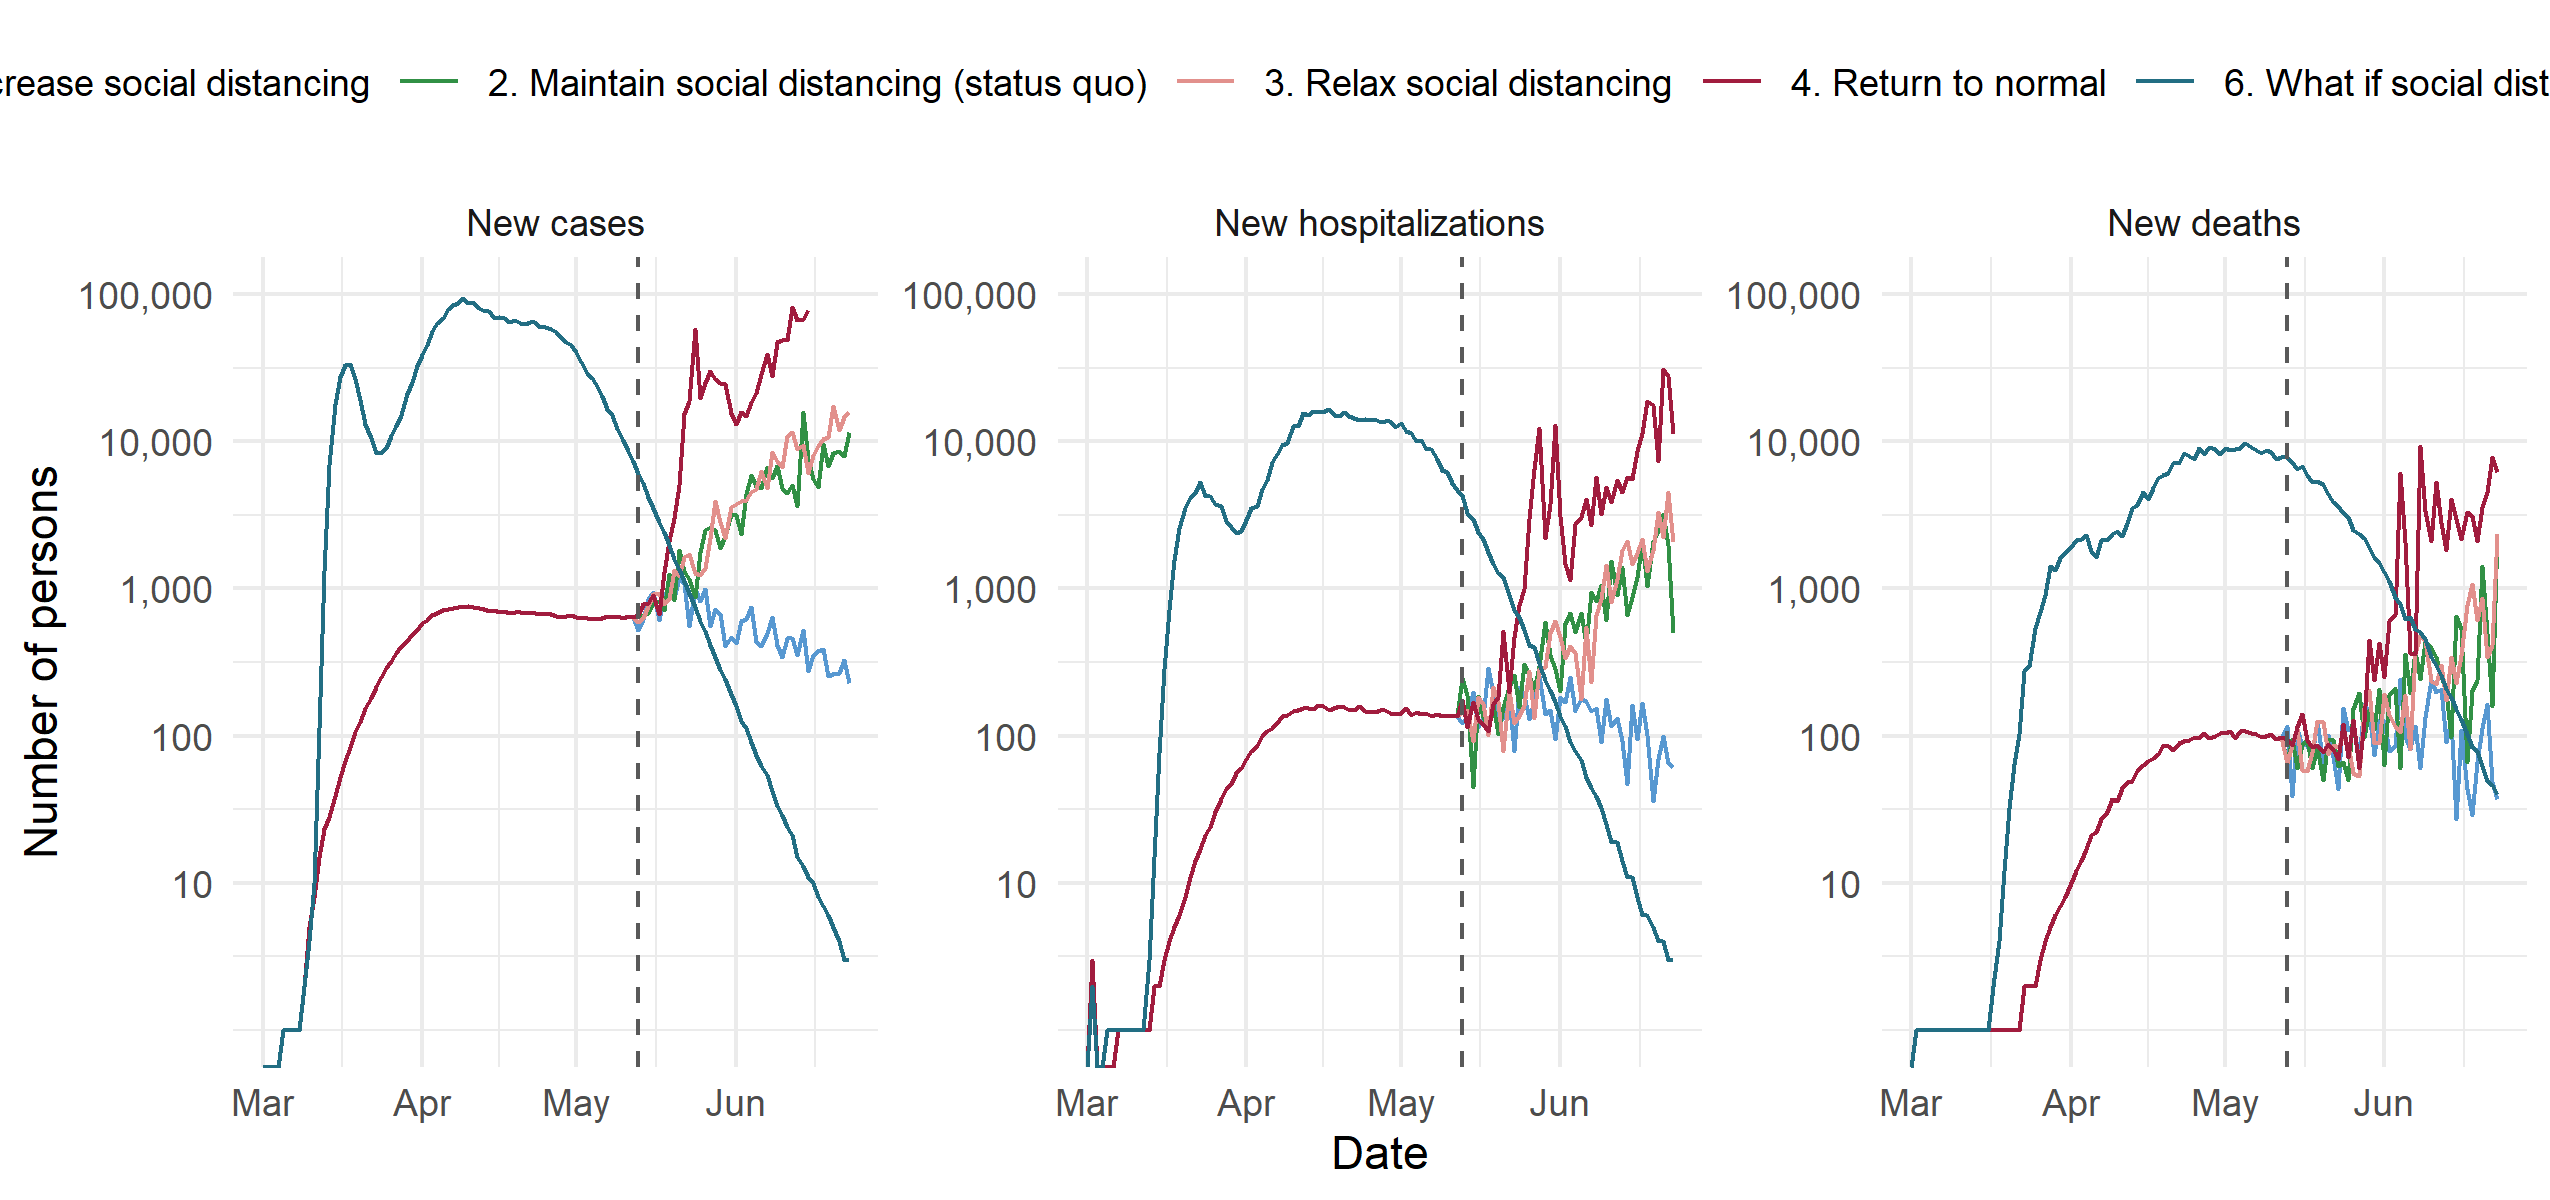 crease social distancing 2. Maintain social distancing (status quo) 3. Relax social distancing 4. Return to normal 6. What if social dist
New cases New hospitalizations New deaths
100,000 100,000 100,000
10,000 10,000 10,000
1,000 1,000 1,000
100 100 100
10 10 10
Number of persons
Mar Apr May Jun Mar Apr May Jun Mar Apr May Jun
Date